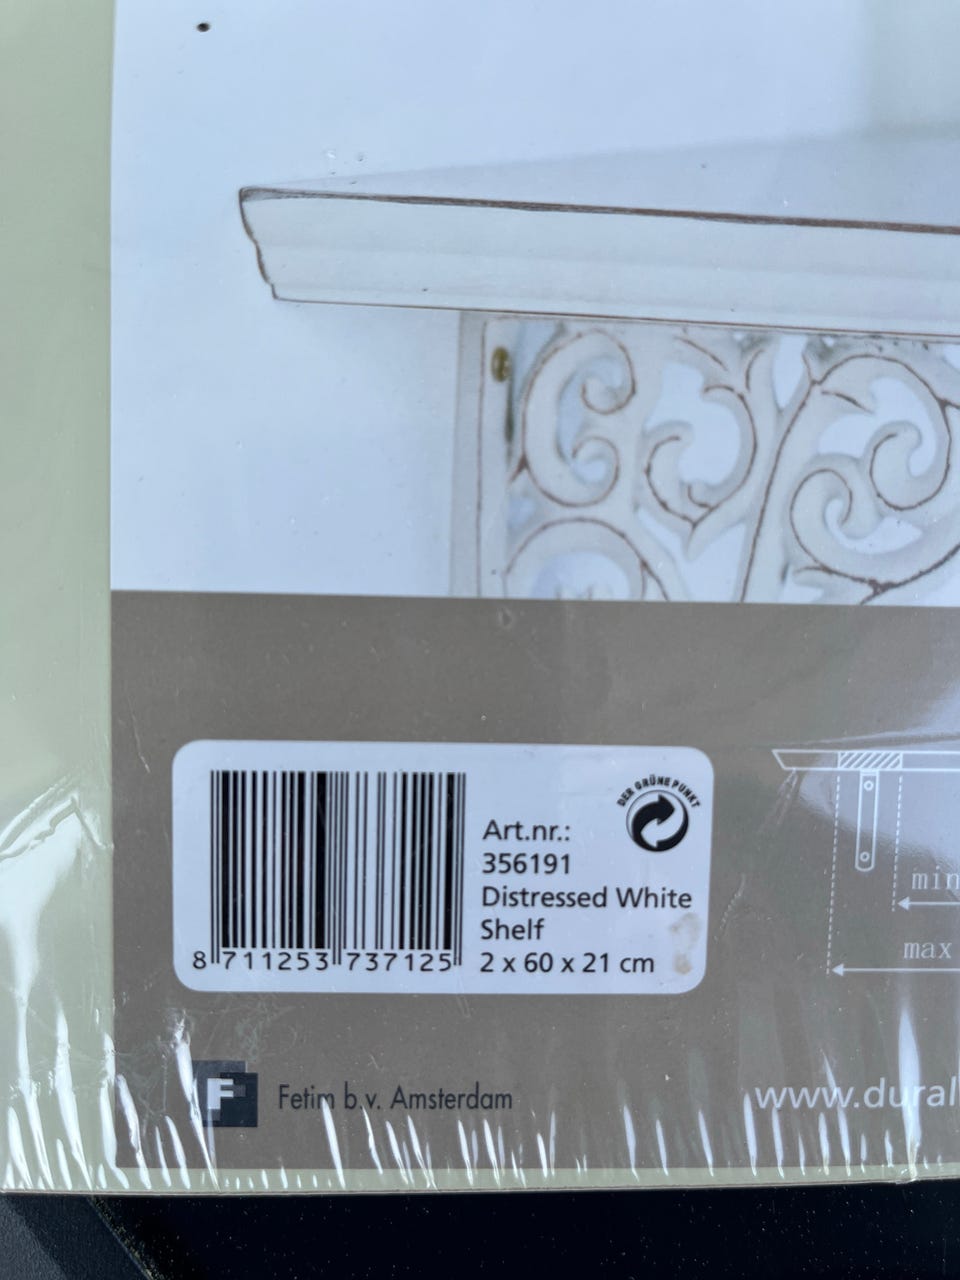 DER GRÜNE PUNKT
Art.nr.:
356191
Distressed White
Shelf
2 x 60 x 21 cm
8 711253 737125
min
max
F Fetim b.v. Amsterdam
www.dural